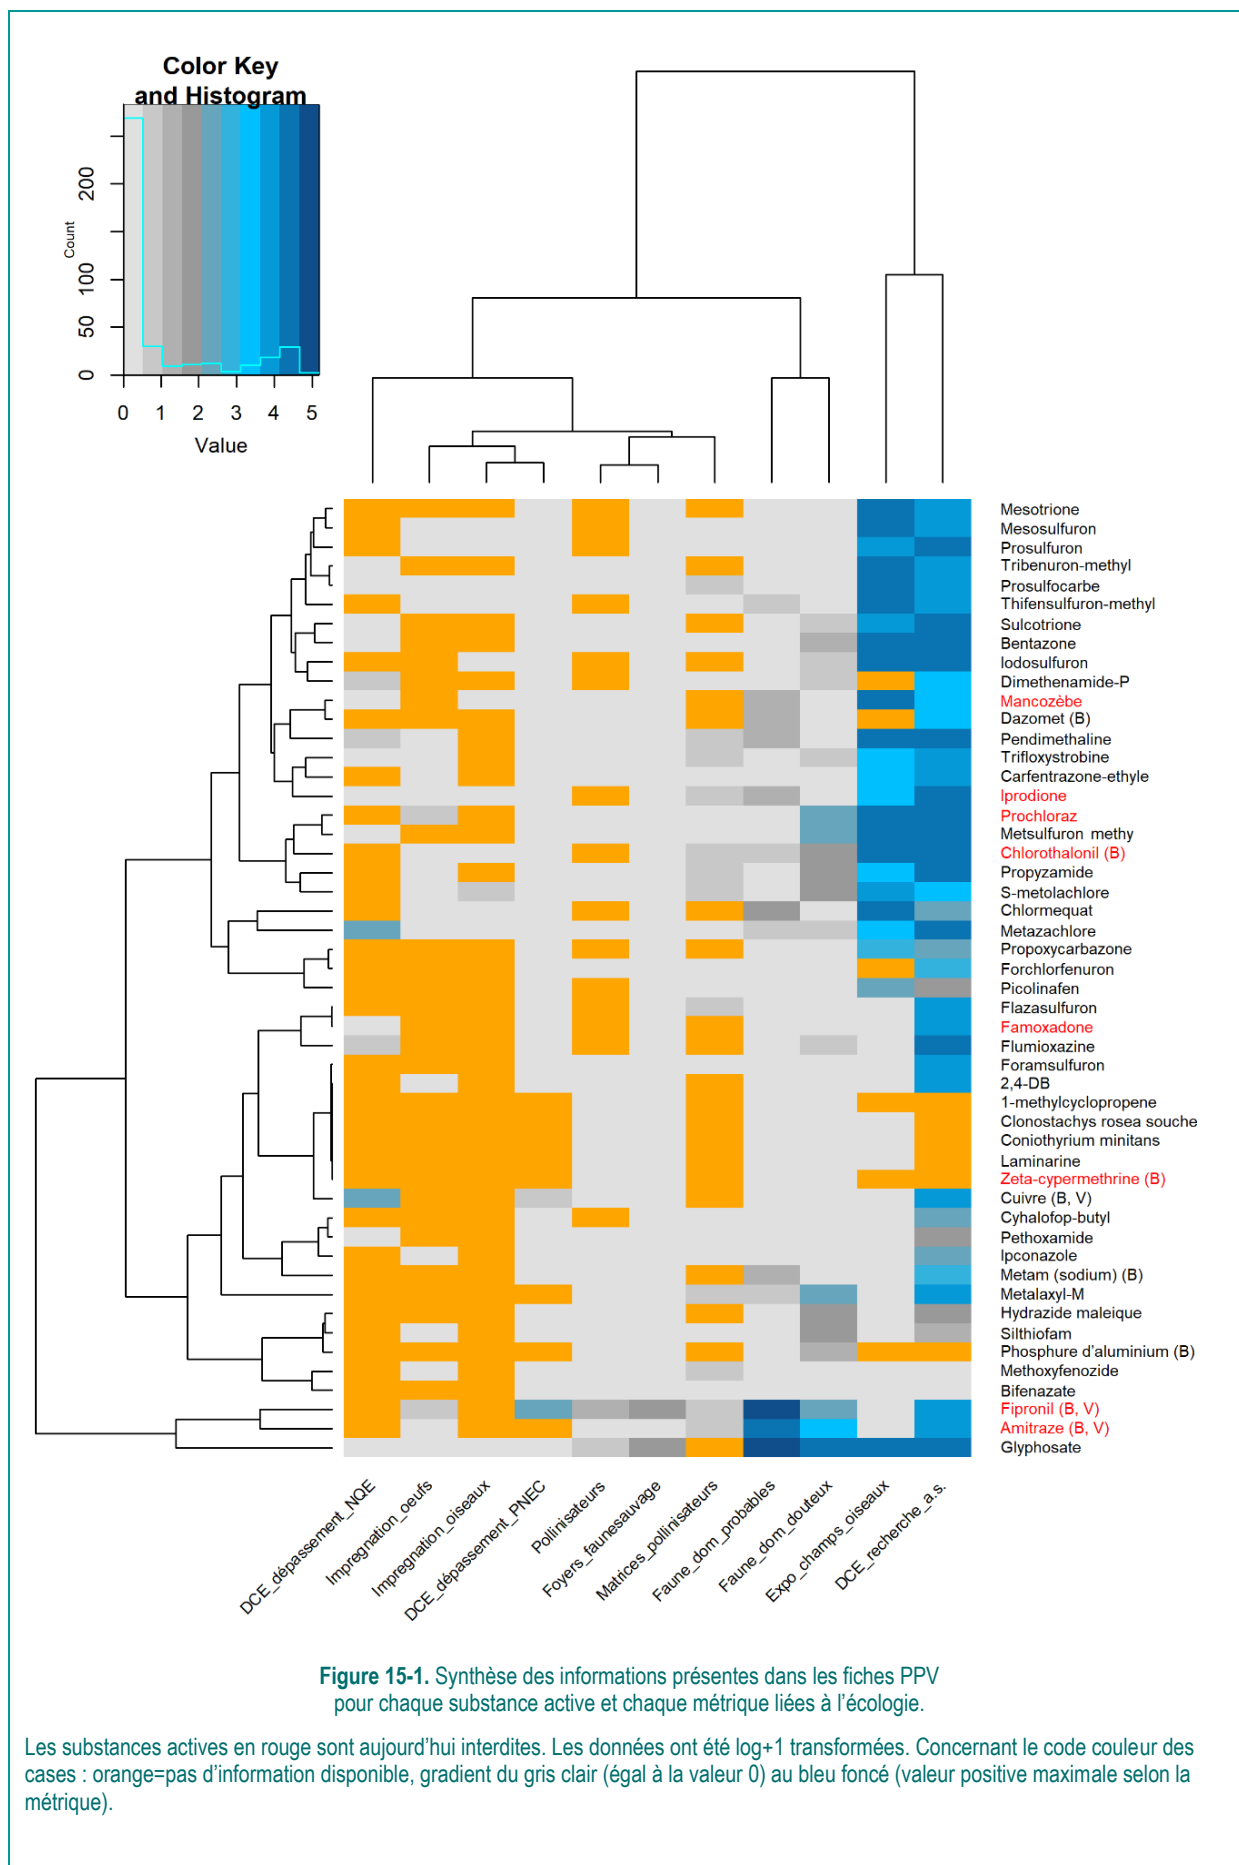 Color Key
and Histogram
Count
0
50
100
200
0 1 2 3 4 5
Value
Mesotrione
Mesosulfuron
Prosulfuron
Tribenuron-methyl
Prosulfocarbe
Thifensulfuron-methyl
Sulcotrione
Bentazone
Iodosulfuron
Dimethenamide-P
Mancozèbe
Dazomet (B)
Pendimethaline
Trifloxystrobine
Carfentrazone-ethyle
Iprodione
Prochloraz
Metsulfuron methy
Chlorothalonil (B)
Propyzamide
S-metolachlore
Chlormequat
Metazachlore
Propoxycarbazone
Forchlorfenuron
Picolinafen
Flazasulfuron
Famoxadone
Flumioxazine
Foramsulfuron
2,4-DB
1-methylcyclopropene
Clonostachys rosea souche
Coniothyrium minitans
Laminarine
Zeta-cypermethrine (B)
Cuivre (B, V)
Cyhalofop-butyl
Pethoxamide
Ipconazole
Metam (sodium) (B)
Metalaxyl-M
Hydrazide maleique
Silthiofam
Phosphure d'aluminium (B)
Methoxyfenozide
Bifenazate
Fipronil (B, V)
Amitraze (B, V)
Glyphosate
DCE_dépassement_NQE
Impregnation_oeufs
Impregnation_oiseaux
DCE_dépassement_PNEC
Pollinisateurs
Foyers_faunesauvage
Matrices_pollinisateurs
Faune_dom_probables
Faune_dom_douteux
Expo_champs_oiseaux
DCE_recherche_a.s.
Figure 15-1. Synthèse des informations présentes dans les fiches PPV
pour chaque substance active et chaque métrique liées à l'écologie.
Les substances actives en rouge sont aujourd'hui interdites. Les données ont été log+1 transformées. Concernant le code couleur des
cases : orange=pas d'information disponible, gradient du gris clair (égal à la valeur 0) au bleu foncé (valeur positive maximale selon la
métrique).